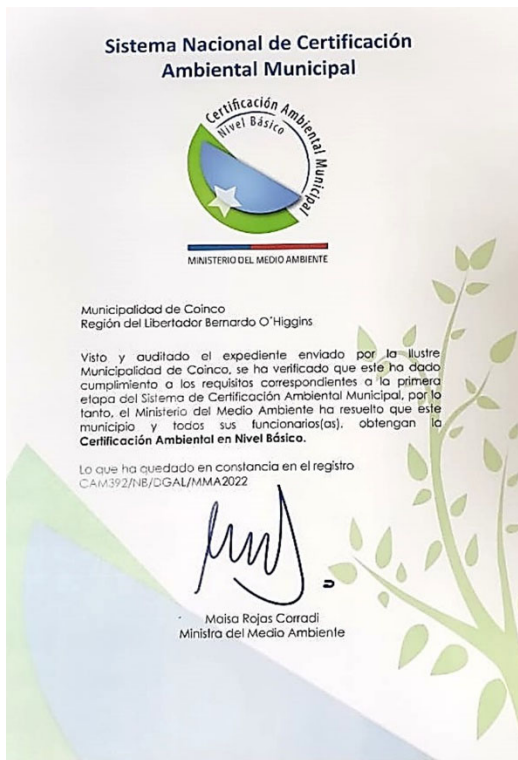 Sistema Nacional de Certificación
Ambiental Municipal
Certificación Ambiental Municipal
Nivel Básico
MINISTERIO DEL MEDIO AMBIENTE
Municipalidad de Coinco
Región del Libertador Bernardo O´Higgins
Visto y auditado el expediente enviado por la Ilustre
Municipalidad de Coinco, se ha verificado que este ha dado
cumplimiento a los requisitos correspondientes a la primera
etapa del Sistema de Certificación Ambiental Municipal, por lo
tanto, el Ministerio del Medio Ambiente ha resuelto que este
municipio y todos sus funcionarios(as). obtengan la
Certificación Ambiental en Nivel Básico.
Lo que ha quedado en constancia en el registro
CAM392/NB/DGAL/MMA2022
Maisa Rojas Corradi
Ministra del Medio Ambiente